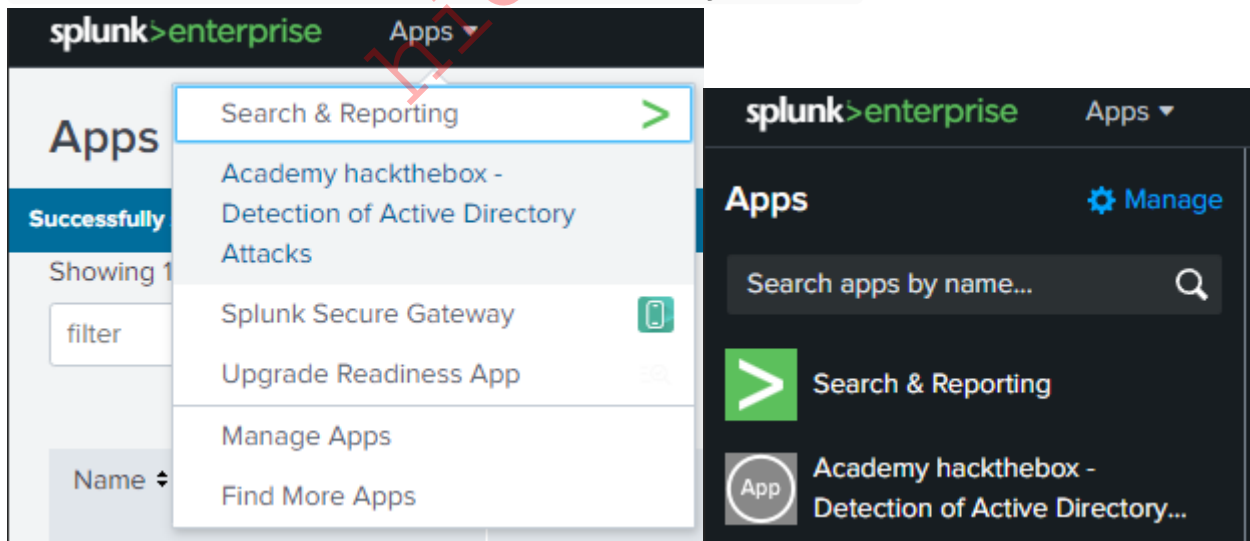 splunk>enterprise Apps ▾
Search & Reporting
Apps
Academy hackthebox -
Detection of Active Directory
Attacks
Successfully
Showing 1
Splunk Secure Gateway
filter
Upgrade Readiness App
Manage Apps
Name
Find More Apps
splunk>enterprise Apps ▾
Apps
Manage
Search apps by name...
Search & Reporting
App
Academy hackthebox -
Detection of Active Directory...